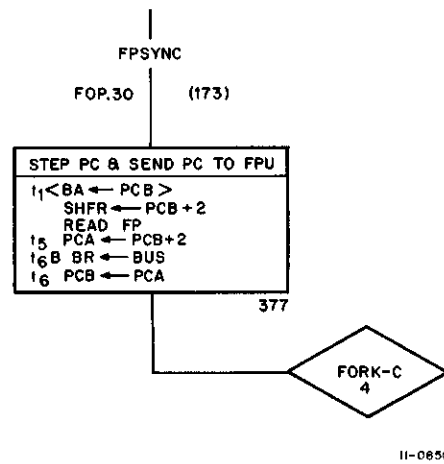 FPSYNC
FOP.30 (173)
STEP PC & SEND PC TO FPU
t1<BA ← PCB>
SHFR ← PCB+2
READ FP
t5 PCA ← PCB+2
t6B BR ← BUS
t6 PCB ← PCA
377
FORK-C
4